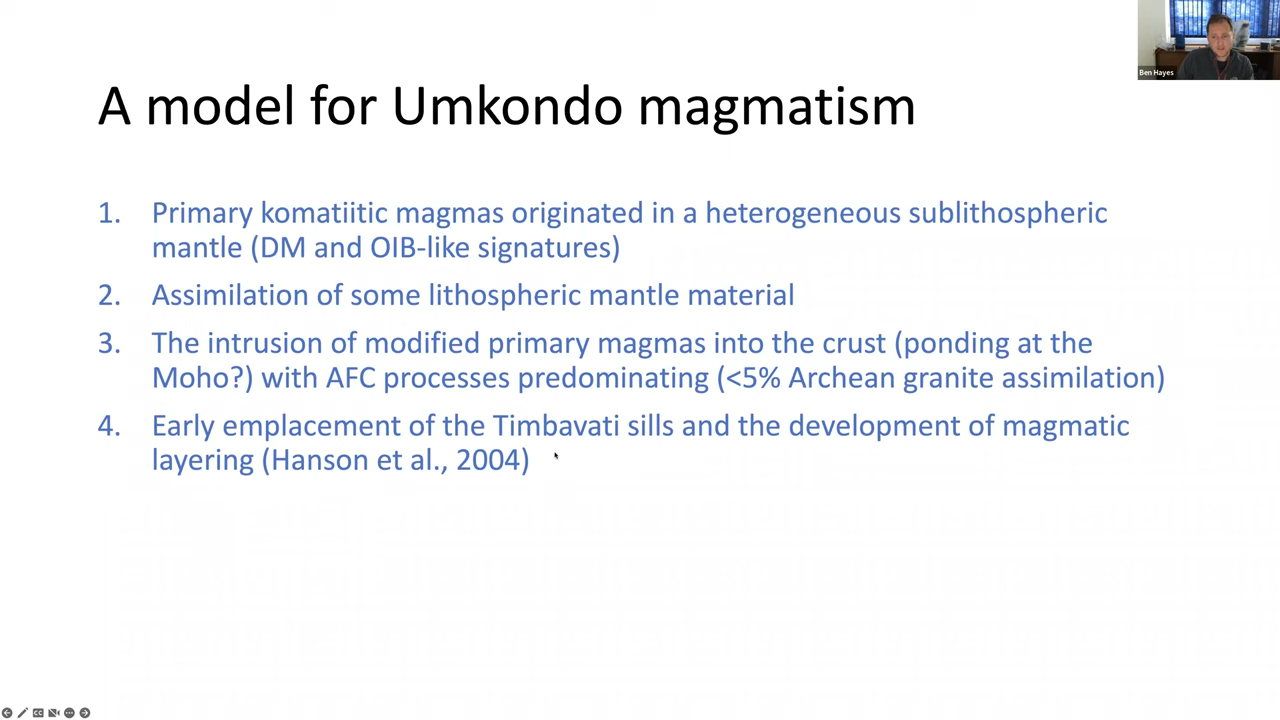 Ben Hayes
A model for Umkondo magmatism
1. Primary komatiitic magmas originated in a heterogeneous sublithospheric
mantle (DM and OIB-like signatures)
2. Assimilation of some lithospheric mantle material
3. The intrusion of modified primary magmas into the crust (ponding at the
Moho?) with AFC processes predominating (<5% Archean granite assimilation)
4. Early emplacement of the Timbavati sills and the development of magmatic
layering (Hanson et al., 2004)